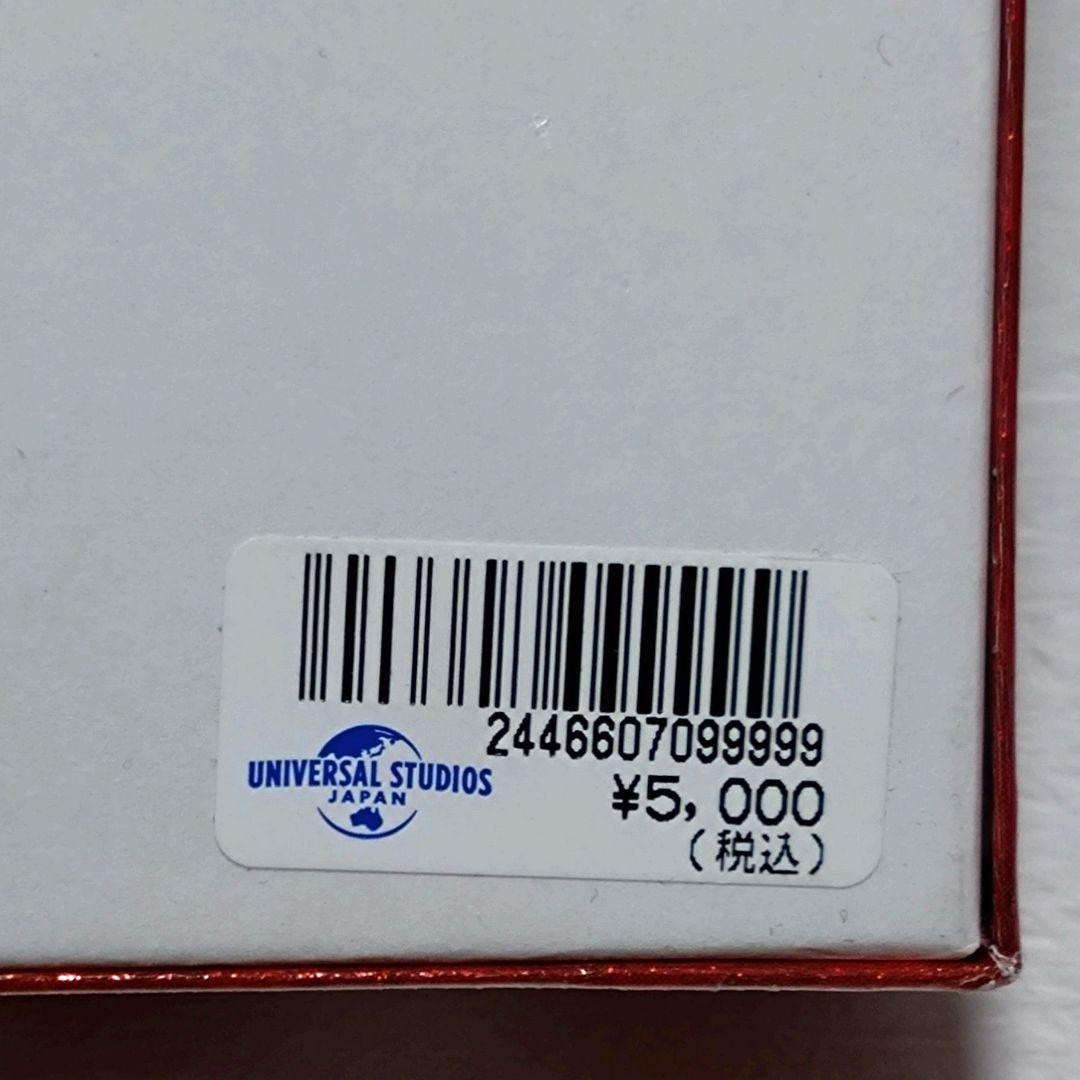 2446607099999
UNIVERSAL STUDIOS
JAPAN
¥5,000
(税込)